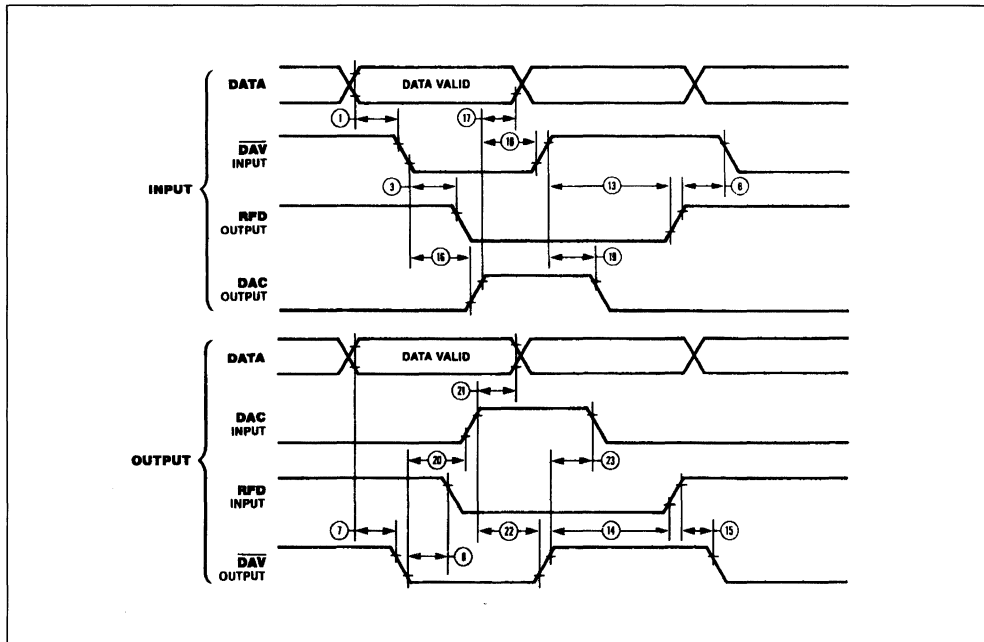 DATA
DATA VALID
1
17
18
DAV
INPUT
INPUT
3
13
6
RFD
OUTPUT
16
19
DAC
OUTPUT
DATA
DATA VALID
21
DAC
INPUT
OUTPUT
20
23
RFD
INPUT
7
22
14
15
8
DAV
OUTPUT